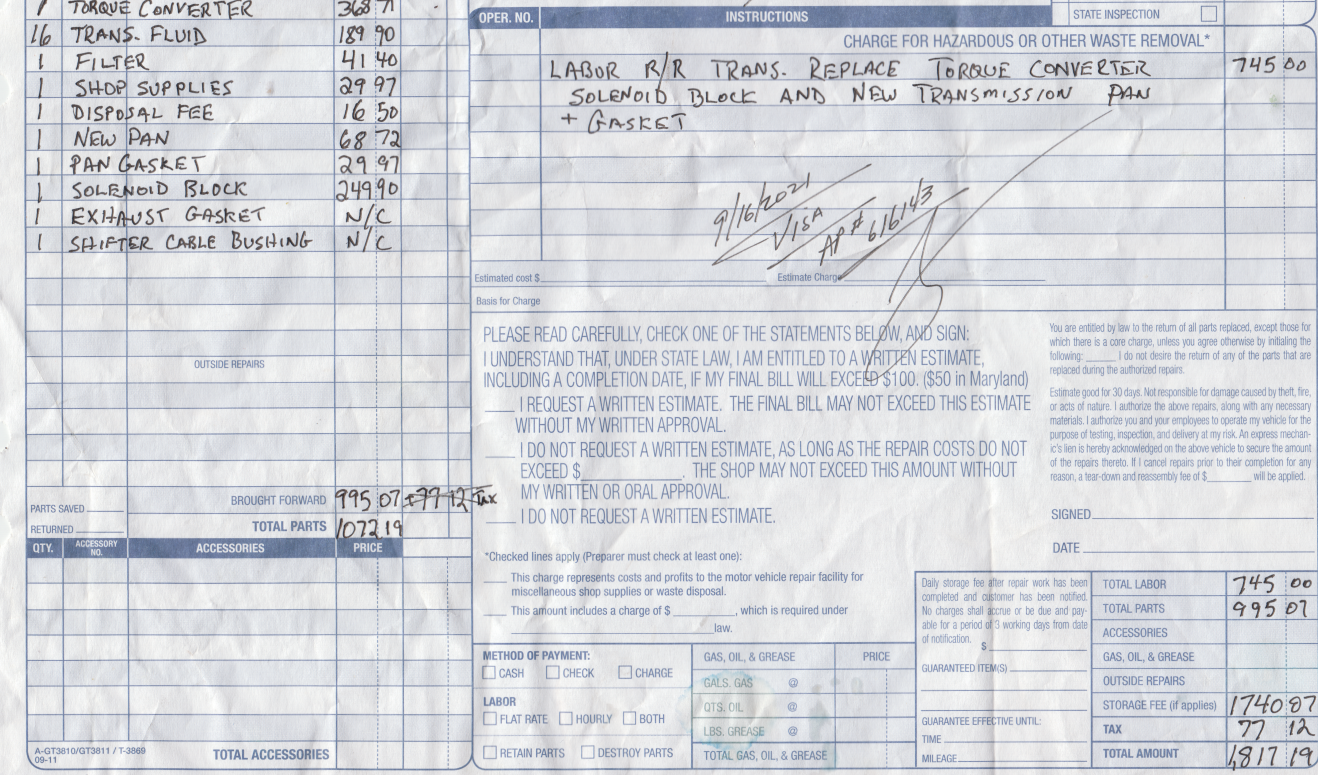 1 TORQUE CONVERTER 368 71
16 TRANS. FLUID 189 90
1 FILTER 41 40
1 SHOP SUPPLIES 29 97
1 DISPOSAL FEE 16 50
1 NEW PAN 68 72
1 PAN GASKET 29 97
1 SOLENOID BLOCK 249 90
1 EXHAUST GASKET N/C
1 SHIFTER CABLE BUSHING N/C
OUTSIDE REPAIRS
PARTS SAVED
BROUGHT FORWARD 995 07 +77 12 Tax
RETURNED
TOTAL PARTS 1072 19
QTY. ACCESSORY NO. ACCESSORIES PRICE
A-GT3810/GT3811 / T-3869
09-11
TOTAL ACCESSORIES
OPER. NO. INSTRUCTIONS STATE INSPECTION
CHARGE FOR HAZARDOUS OR OTHER WASTE REMOVAL*
LABOR R/R TRANS. REPLACE TORQUE CONVERTER 745 00
SOLENOID BLOCK AND NEW TRANSMISSION PAN
+ GASKET
9/16/2021
VISA
AP# 616143
Estimated cost $ Estimate Charge
Basis for Charge
PLEASE READ CAREFULLY, CHECK ONE OF THE STATEMENTS BELOW, AND SIGN:
I UNDERSTAND THAT, UNDER STATE LAW, I AM ENTITLED TO A WRITTEN ESTIMATE,
INCLUDING A COMPLETION DATE, IF MY FINAL BILL WILL EXCEED $100. ($50 in Maryland)
I REQUEST A WRITTEN ESTIMATE. THE FINAL BILL MAY NOT EXCEED THIS ESTIMATE
WITHOUT MY WRITTEN APPROVAL.
I DO NOT REQUEST A WRITTEN ESTIMATE, AS LONG AS THE REPAIR COSTS DO NOT
EXCEED $ . THE SHOP MAY NOT EXCEED THIS AMOUNT WITHOUT
MY WRITTEN OR ORAL APPROVAL.
I DO NOT REQUEST A WRITTEN ESTIMATE.
*Checked lines apply (Preparer must check at least one):
This charge represents costs and profits to the motor vehicle repair facility for
miscellaneous shop supplies or waste disposal.
This amount includes a charge of $ , which is required under
law.
You are entitled by law to the return of all parts replaced, except those for
which there is a core charge, unless you agree otherwise by initialing the
following: I do not desire the return of any of the parts that are
replaced during the authorized repairs.
Estimate good for 30 days. Not responsible for damage caused by theft, fire,
or acts of nature. I authorize the above repairs, along with any necessary
materials. I authorize you and your employees to operate my vehicle for the
purpose of testing, inspection, and delivery at my risk. An express mechan-
ic's lien is hereby acknowledged on the above vehicle to secure the amount
of the repairs thereto. If I cancel repairs prior to their completion for any
reason, a tear-down and reassembly fee of $ will be applied.
SIGNED
DATE
METHOD OF PAYMENT:
CASH CHECK CHARGE
LABOR
FLAT RATE HOURLY BOTH
RETAIN PARTS DESTROY PARTS
GAS, OIL, & GREASE PRICE
GALS. GAS @
QTS. OIL @
LBS. GREASE @
TOTAL GAS, OIL, & GREASE
Daily storage fee after repair work has been
completed and customer has been notified.
No charges shall accrue or be due and pay-
able for a period of 3 working days from date
of notification.
$
GUARANTEED ITEM(S)
GUARANTEE EFFECTIVE UNTIL:
TIME
MILEAGE
TOTAL LABOR 745 00
TOTAL PARTS 995 07
ACCESSORIES
GAS, OIL, & GREASE
OUTSIDE REPAIRS
STORAGE FEE (if applies) 1740 07
TAX 77 12
TOTAL AMOUNT 1,817 19